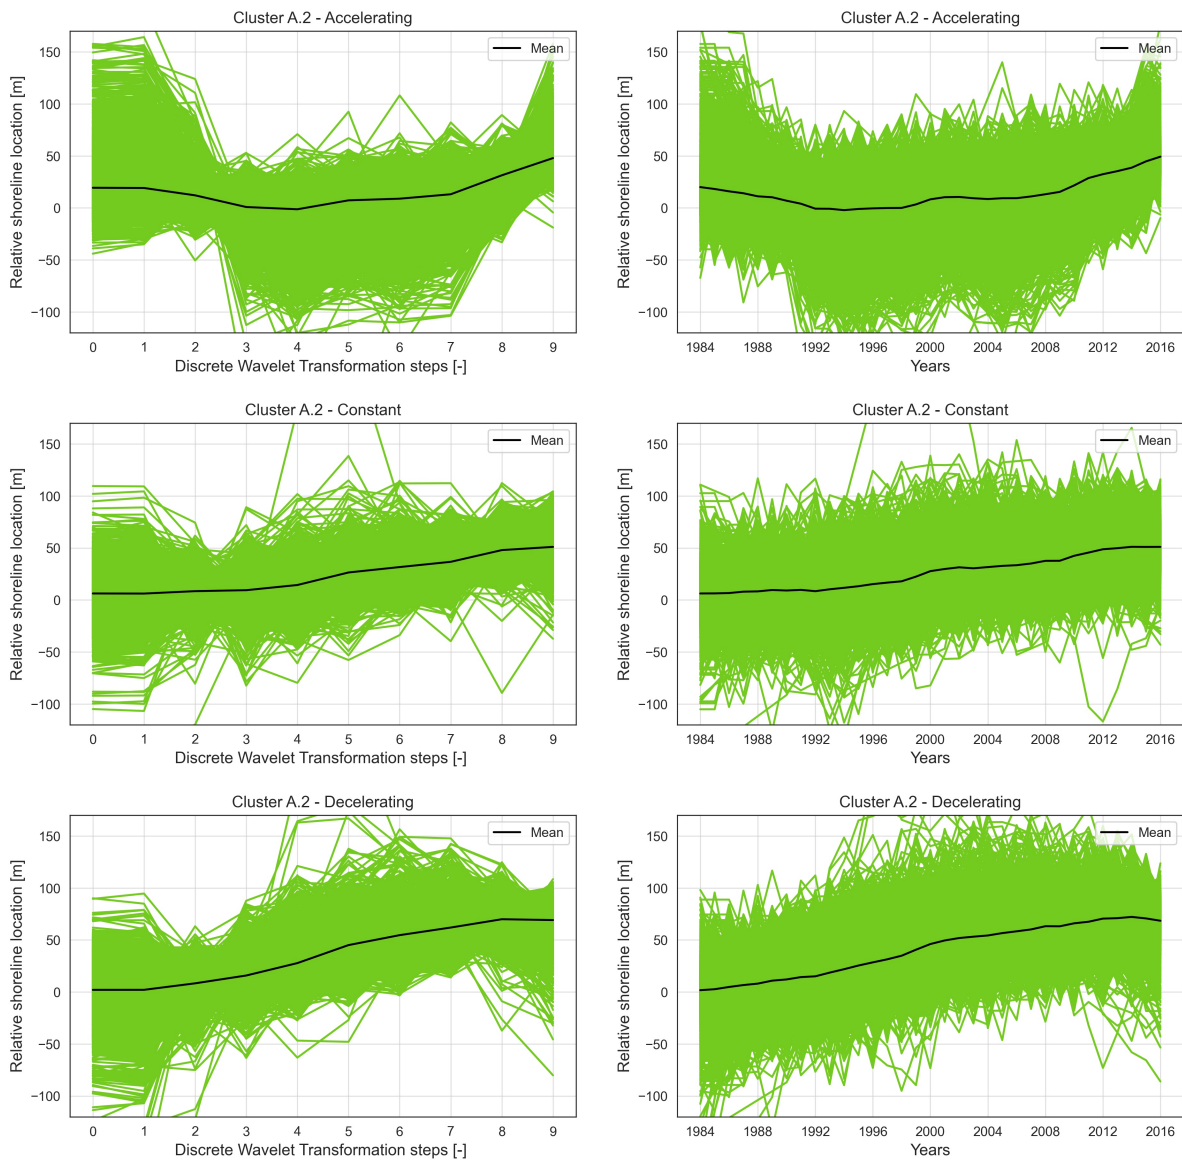 Cluster A.2 - Accelerating
Relative shoreline location [m]
150
100
50
0
−50
−100
Mean
0 1 2 3 4 5 6 7 8 9
Discrete Wavelet Transformation steps [-]
Cluster A.2 - Accelerating
Relative shoreline location [m]
150
100
50
0
−50
−100
Mean
1984 1988 1992 1996 2000 2004 2008 2012 2016
Years
Cluster A.2 - Constant
Relative shoreline location [m]
150
100
50
0
−50
−100
Mean
0 1 2 3 4 5 6 7 8 9
Discrete Wavelet Transformation steps [-]
Cluster A.2 - Constant
Relative shoreline location [m]
150
100
50
0
−50
−100
Mean
1984 1988 1992 1996 2000 2004 2008 2012 2016
Years
Cluster A.2 - Decelerating
Relative shoreline location [m]
150
100
50
0
−50
−100
Mean
0 1 2 3 4 5 6 7 8 9
Discrete Wavelet Transformation steps [-]
Cluster A.2 - Decelerating
Relative shoreline location [m]
150
100
50
0
−50
−100
Mean
1984 1988 1992 1996 2000 2004 2008 2012 2016
Years